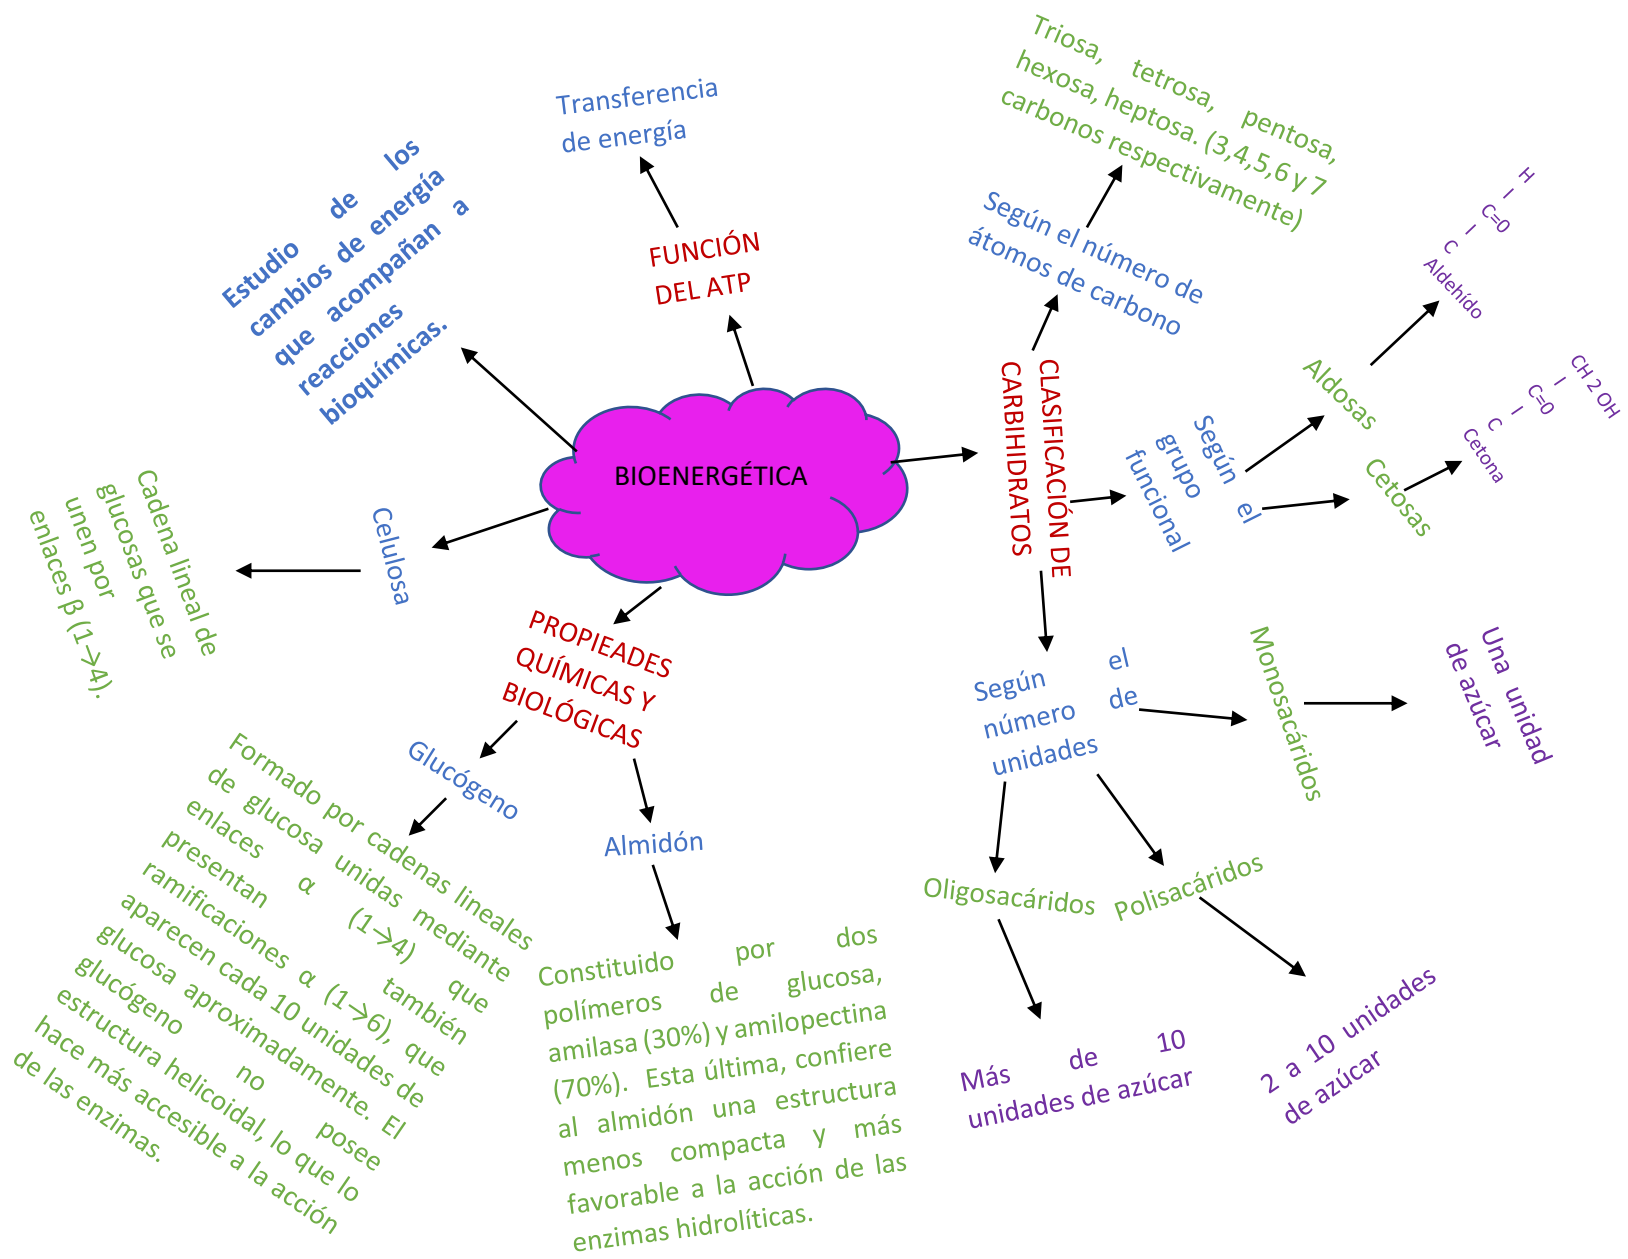 BIOENERGÉTICA
Estudio de los
cambios de energía
que acompañan a
reacciones
bioquímicas.
FUNCIÓN
DEL ATP
Transferencia
de energía
CLASIFICACIÓN DE
CARBIHIDRATOS
Según el número de
átomos de carbono
Triosa, tetrosa, pentosa,
hexosa, heptosa. (3,4,5,6 y 7
carbonos respectivamente)
Según el
grupo
funcional
Aldosas
H
I
C=0
I
C
Aldehído
Cetosas
CH 2 OH
I
C=0
I
C
Cetona
Según el
número de
unidades
Monosacáridos
Una unidad
de azúcar
Oligosacáridos
Más de 10
unidades de azúcar
Polisacáridos
2 a 10 unidades
de azúcar
PROPIEADES
QUÍMICAS Y
BIOLÓGICAS
Almidón
Constituido por dos
polímeros de glucosa,
amilasa (30%) y amilopectina
(70%). Esta última, confiere
al almidón una estructura
menos compacta y más
favorable a la acción de las
enzimas hidrolíticas.
Glucógeno
Formado por cadenas lineales
de glucosa unidas mediante
enlaces α (1→4) que
presentan también
ramificaciones α (1→6), que
aparecen cada 10 unidades de
glucosa aproximadamente. El
glucógeno no posee
estructura helicoidal, lo que lo
hace más accesible a la acción
de las enzimas.
Celulosa
Cadena lineal de
glucosas que se
unen por
enlaces β (1→4).